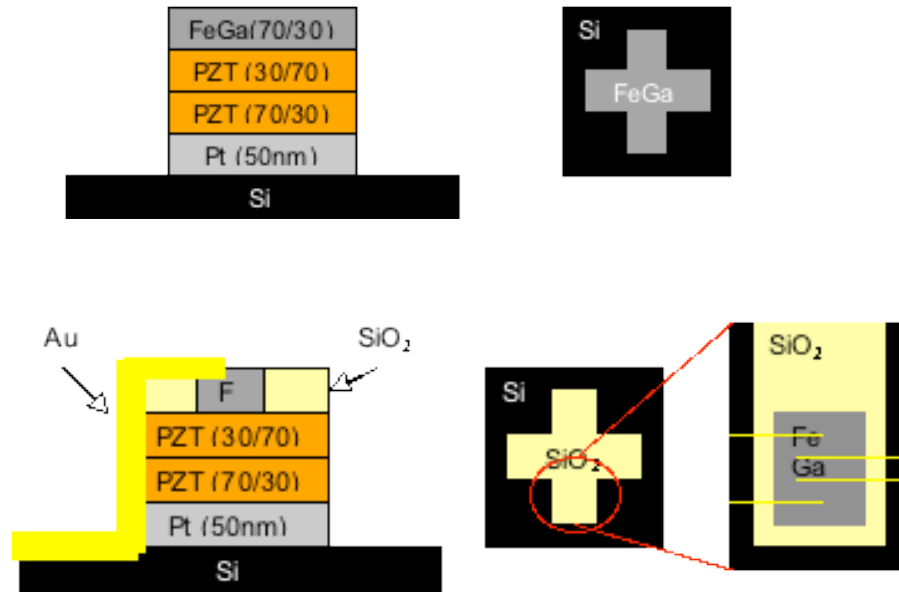 FeGa(70/30)
PZT (30/70)
PZT (70/30)
Pt (50nm)
Si
Si
FeGa
Au
SiO₂
F
PZT (30/70)
PZT (70/30)
Pt (50nm)
Si
Si
SiO₂
SiO₂
Fe
Ga